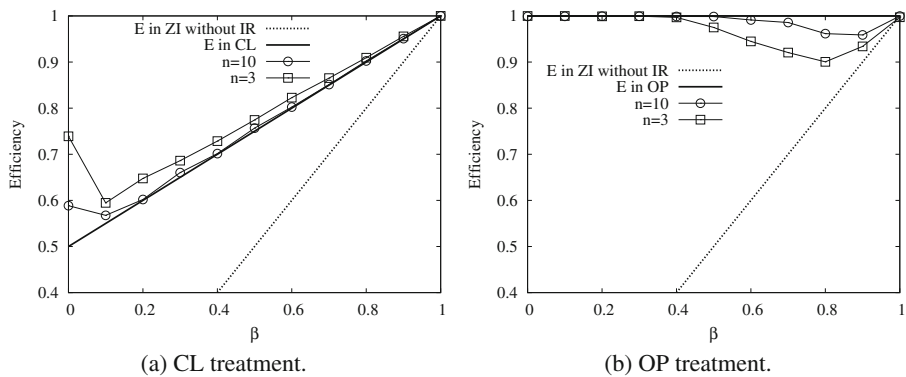 1
0.9
0.8
0.7
0.6
0.5
0.4
Efficiency
E in ZI without IR
E in CL
n=10
n=3
0 0.2 0.4 0.6 0.8 1
β
(a) CL treatment.
1
0.9
0.8
0.7
0.6
0.5
0.4
Efficiency
E in ZI without IR
E in OP
n=10
n=3
0 0.2 0.4 0.6 0.8 1
β
(b) OP treatment.